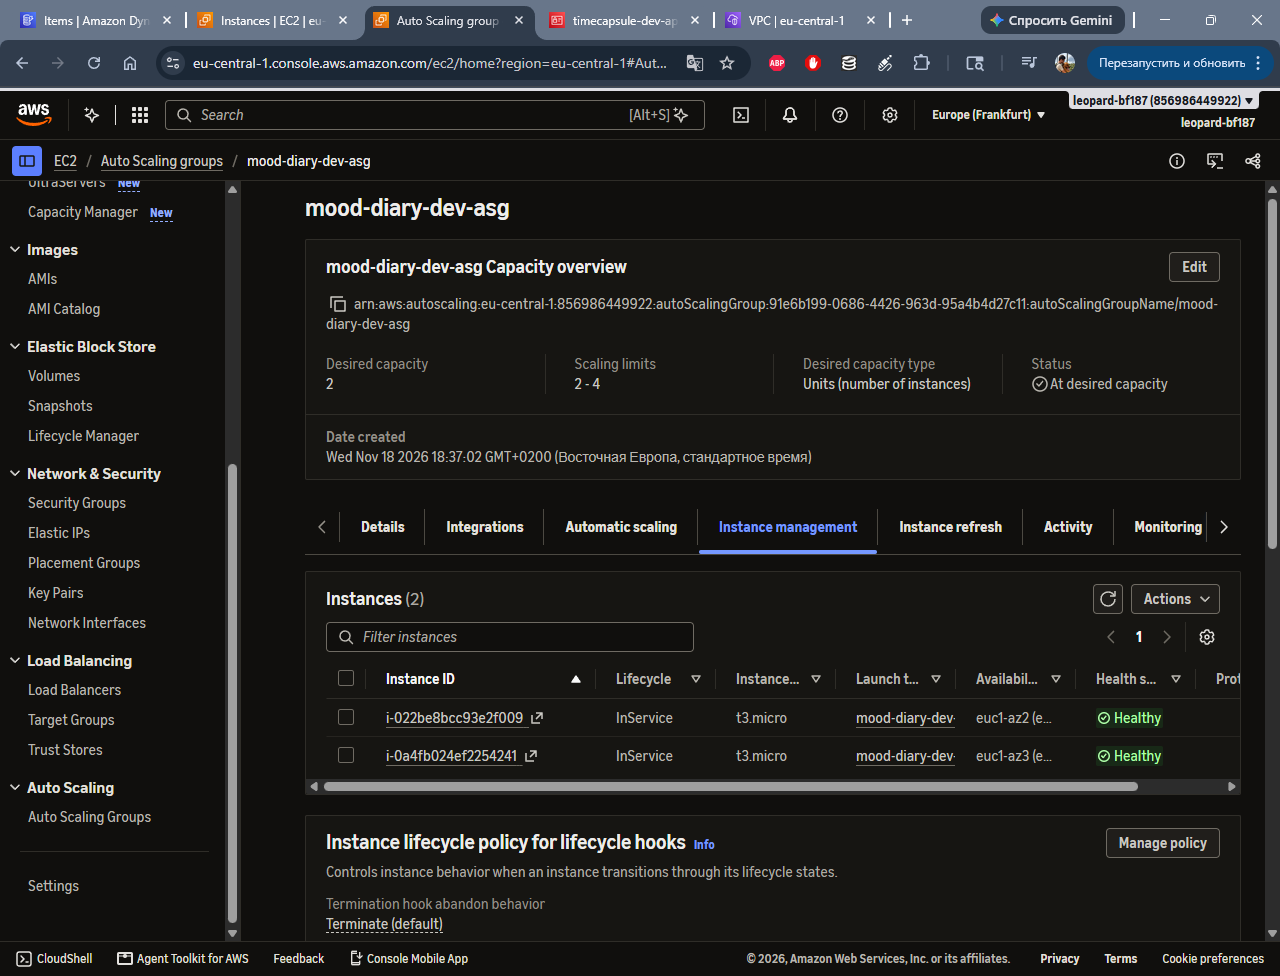 Items | Amazon Dyn
Instances | EC2 | eu-
Auto Scaling group
timecapsule-dev-ap
VPC | eu-central-1
Спросить Gemini
eu-central-1.console.aws.amazon.com/ec2/home?region=eu-central-1#Aut...
ABP
Перезапустить и обновить
aws
Search
[Alt+S]
Europe (Frankfurt)
leopard-bf187 (856986449922)
leopard-bf187
EC2 / Auto Scaling groups / mood-diary-dev-asg
UltraServers New
Capacity Manager New
Images
AMIs
AMI Catalog
Elastic Block Store
Volumes
Snapshots
Lifecycle Manager
Network & Security
Security Groups
Elastic IPs
Placement Groups
Key Pairs
Network Interfaces
Load Balancing
Load Balancers
Target Groups
Trust Stores
Auto Scaling
Auto Scaling Groups
Settings
mood-diary-dev-asg
mood-diary-dev-asg Capacity overview
Edit
arn:aws:autoscaling:eu-central-1:856986449922:autoScalingGroup:91e6b199-0686-4426-963d-95a4b4d27c11:autoScalingGroupName/mood-
diary-dev-asg
Desired capacity
2
Scaling limits
2 - 4
Desired capacity type
Units (number of instances)
Status
At desired capacity
Date created
Wed Nov 18 2026 18:37:02 GMT+0200 (Восточная Европа, стандартное время)
Details Integrations Automatic scaling Instance management Instance refresh Activity Monitoring
Instances (2)
Actions
Filter instances
1
Instance ID Lifecycle Instance... Launch t... Availabil... Health s... Prot
i-022be8bcc93e2f009 InService t3.micro mood-diary-dev- euc1-az2 (e... Healthy
i-0a4fb024ef2254241 InService t3.micro mood-diary-dev- euc1-az3 (e... Healthy
Instance lifecycle policy for lifecycle hooks Info
Manage policy
Controls instance behavior when an instance transitions through its lifecycle states.
Termination hook abandon behavior
Terminate (default)
CloudShell Agent Toolkit for AWS Feedback Console Mobile App © 2026, Amazon Web Services, Inc. or its affiliates. Privacy Terms Cookie preferences